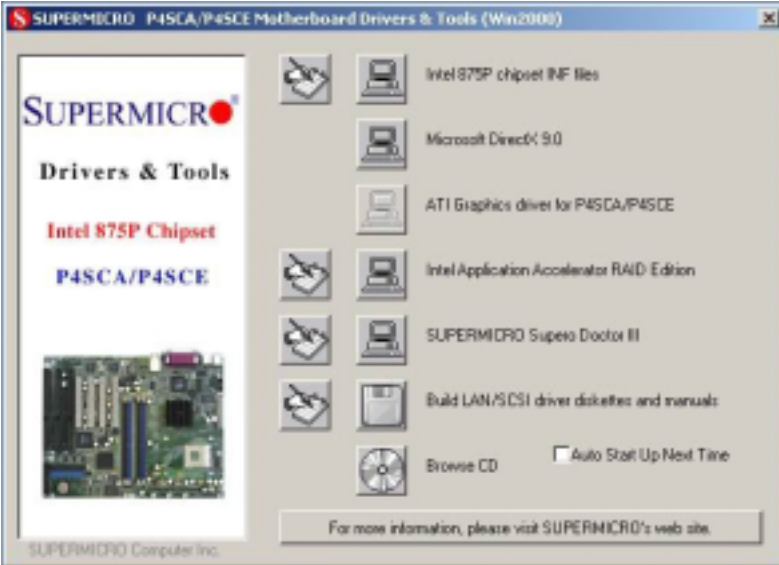 SUPERMICRO P4SCA/P4SCE Motherboard Drivers & Tools (Win2000)
SUPERMICRO
Drivers & Tools
Intel 875P Chipset
P4SCA/P4SCE
SUPERMICRO Computer Inc.
Intel 875P chipset INF files
Microsoft DirectX 9.0
ATI Graphics driver for P4SCA/P4SCE
Intel Application Accelerator RAID Edition
SUPERMICRO Supero Doctor III
Build LAN/SCSI driver diskettes and manuals
Browse CD
Auto Start Up Next Time
For more information, please visit SUPERMICRO's web site.